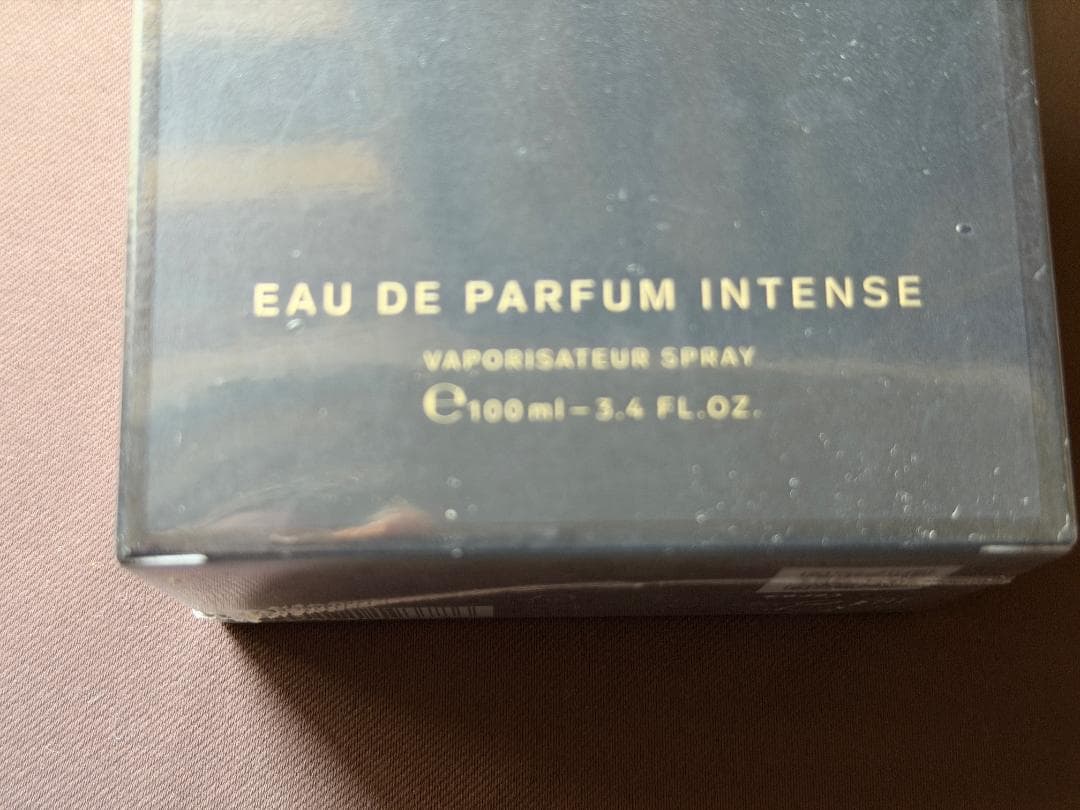 EAU DE PARFUM INTENSE
VAPORISATEUR SPRAY
℮100ml–3.4 FL.OZ.